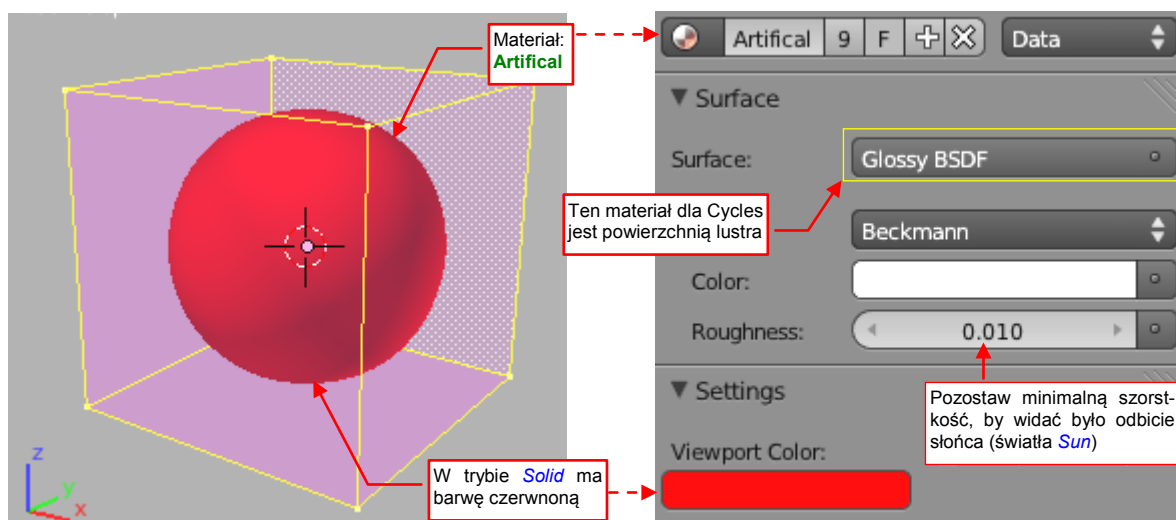 Materiał:
Artifical
Artifical 9 F Data
Surface
Surface: Glossy BSDF
Ten materiał dla Cycles
jest powierzchnią lustra
Beckmann
Color:
Roughness: 0.010
Settings
Pozostaw minimalną szorst-
kość, by widać było odbicie
słońca (światła Sun)
Viewport Color:
W trybie Solid ma
barwę czerwnoną
z
y
x